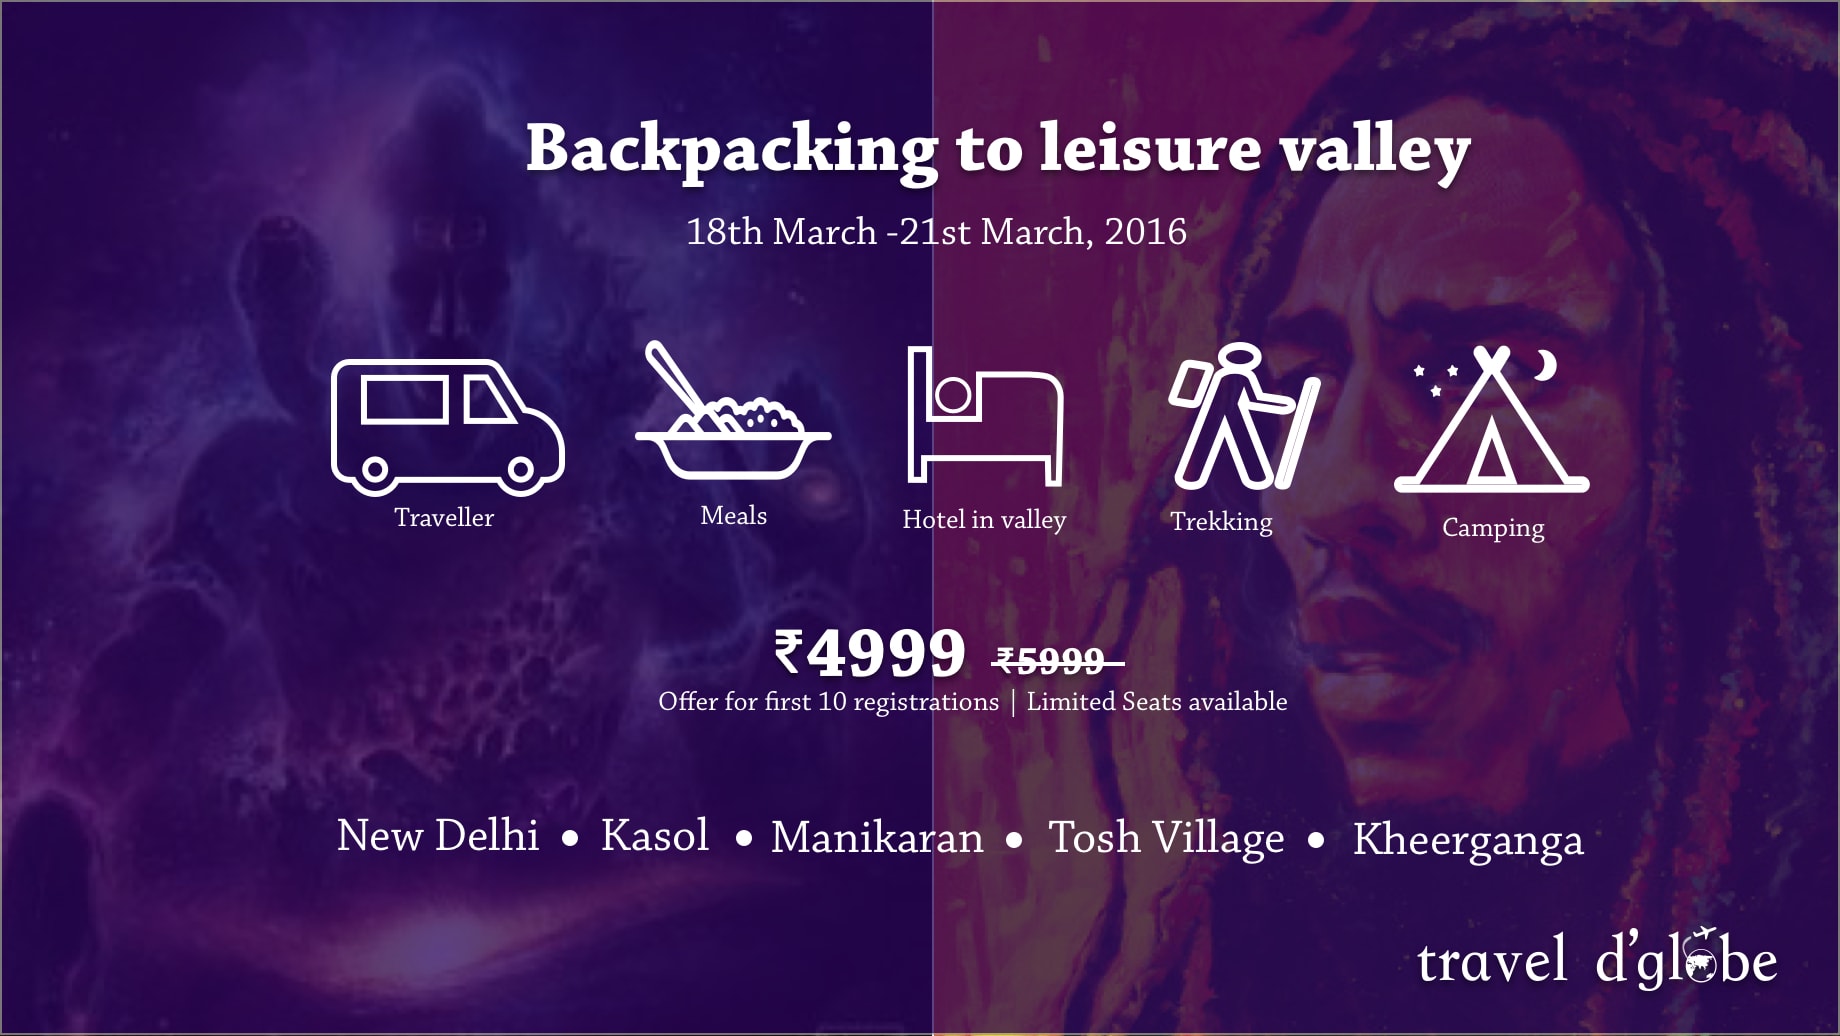 Backpacking to leisure valley
18th March -21st March, 2016
Traveller
Meals
Hotel in valley
Trekking
Camping
₹4999 ₹5999
Offer for first 10 registrations | Limited Seats available
New Delhi • Kasol • Manikaran • Tosh Village • Kheerganga
travel d'globe